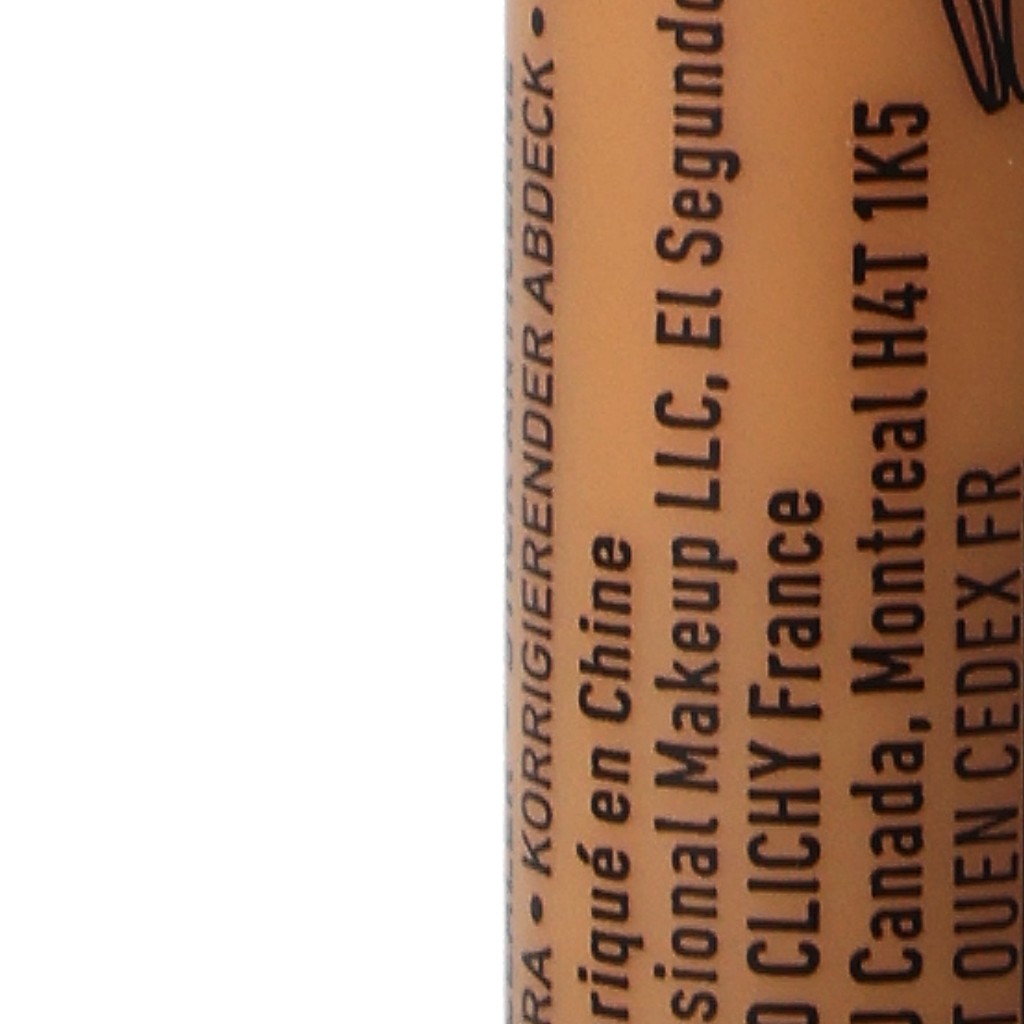 RA • KORRIGIERENDER ABDECK •
riqué en Chine
sional Makeup LLC, El Segundo
CLICHY France
Canada, Montreal H4T 1K5
T OUEN CEDEX FR